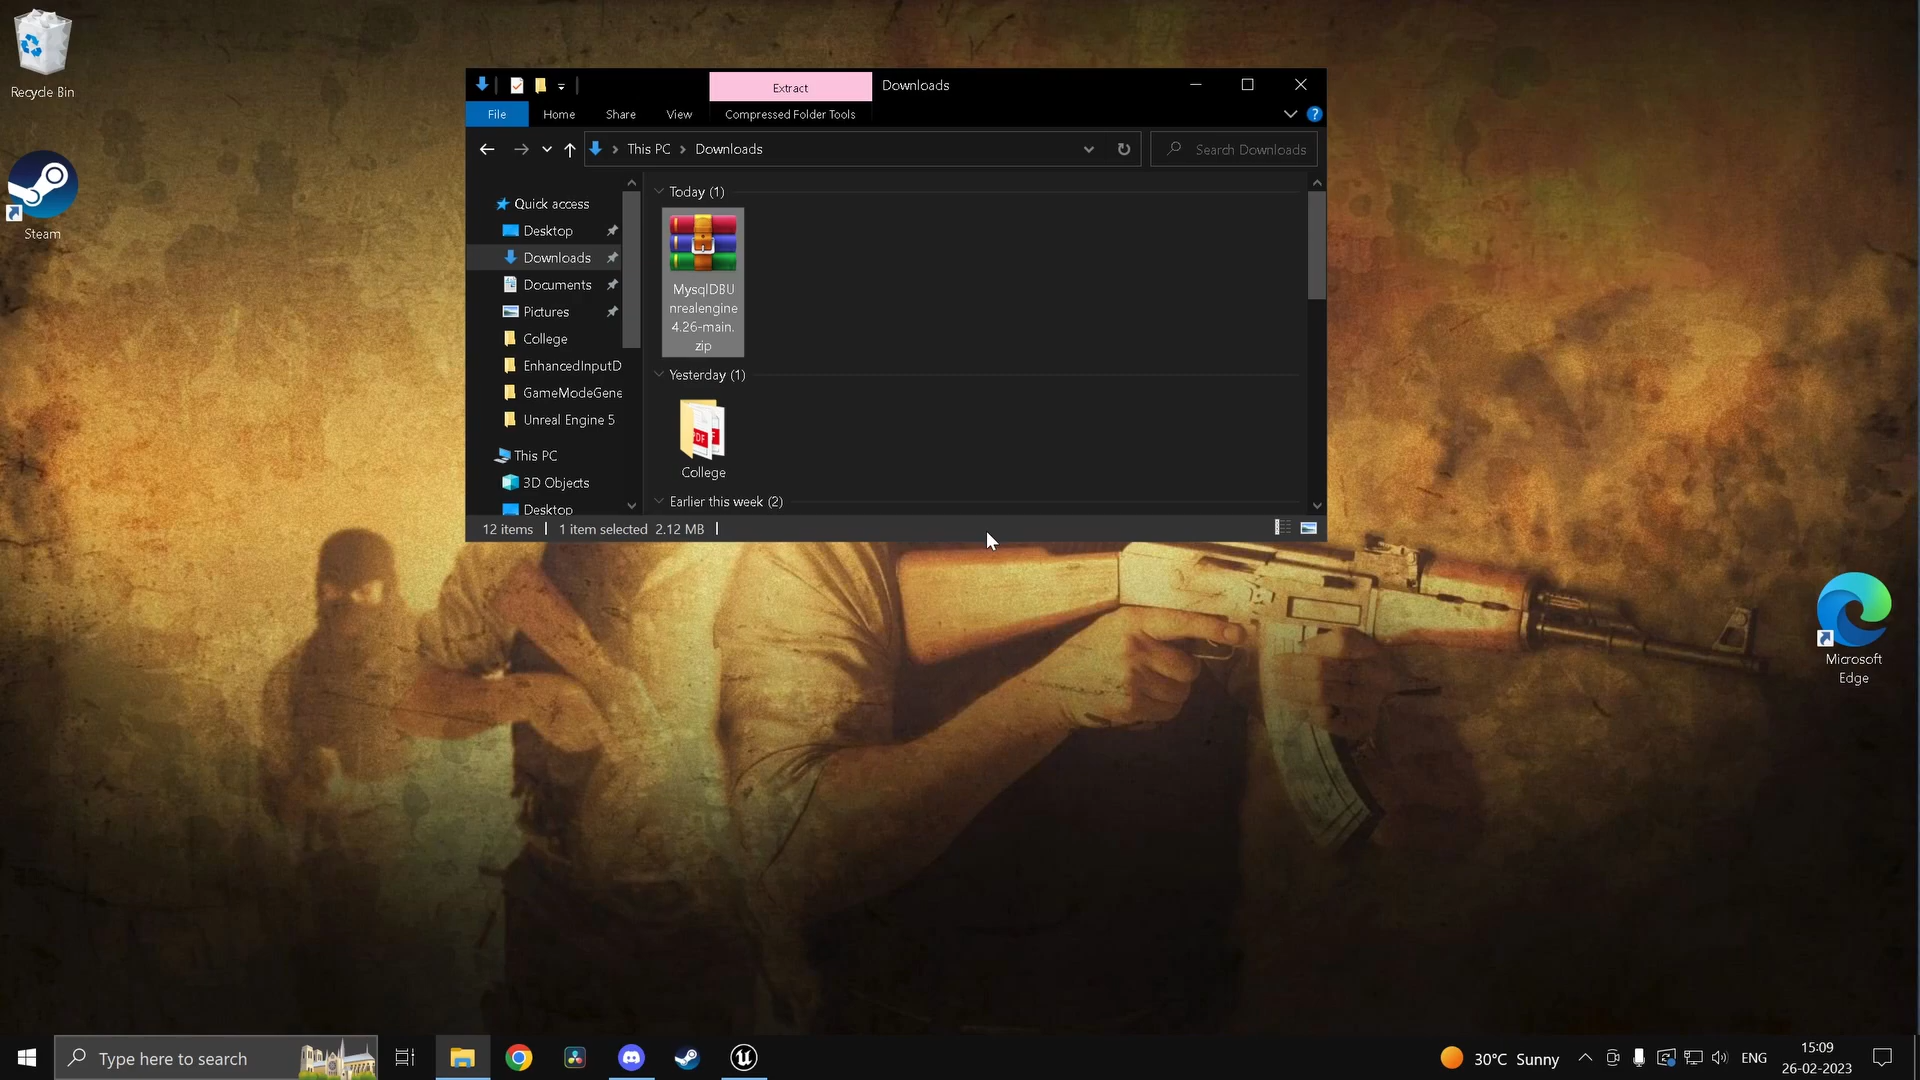 Recycle Bin
Steam
Extract
Downloads
File
Home
Share
View
Compressed Folder Tools
This PC
Downloads
Search Downloads
Quick access
Desktop
Downloads
Documents
Pictures
College
EnhancedInputD
GameModeGene
Unreal Engine 5
This PC
3D Objects
Desktop
Today (1)
MysqlDBU
nrealengine
4.26-main.
zip
Yesterday (1)
PDF
College
Earlier this week (2)
12 items
1 item selected 2.12 MB
Microsoft
Edge
Type here to search
30°C Sunny
ENG
15:09
26-02-2023